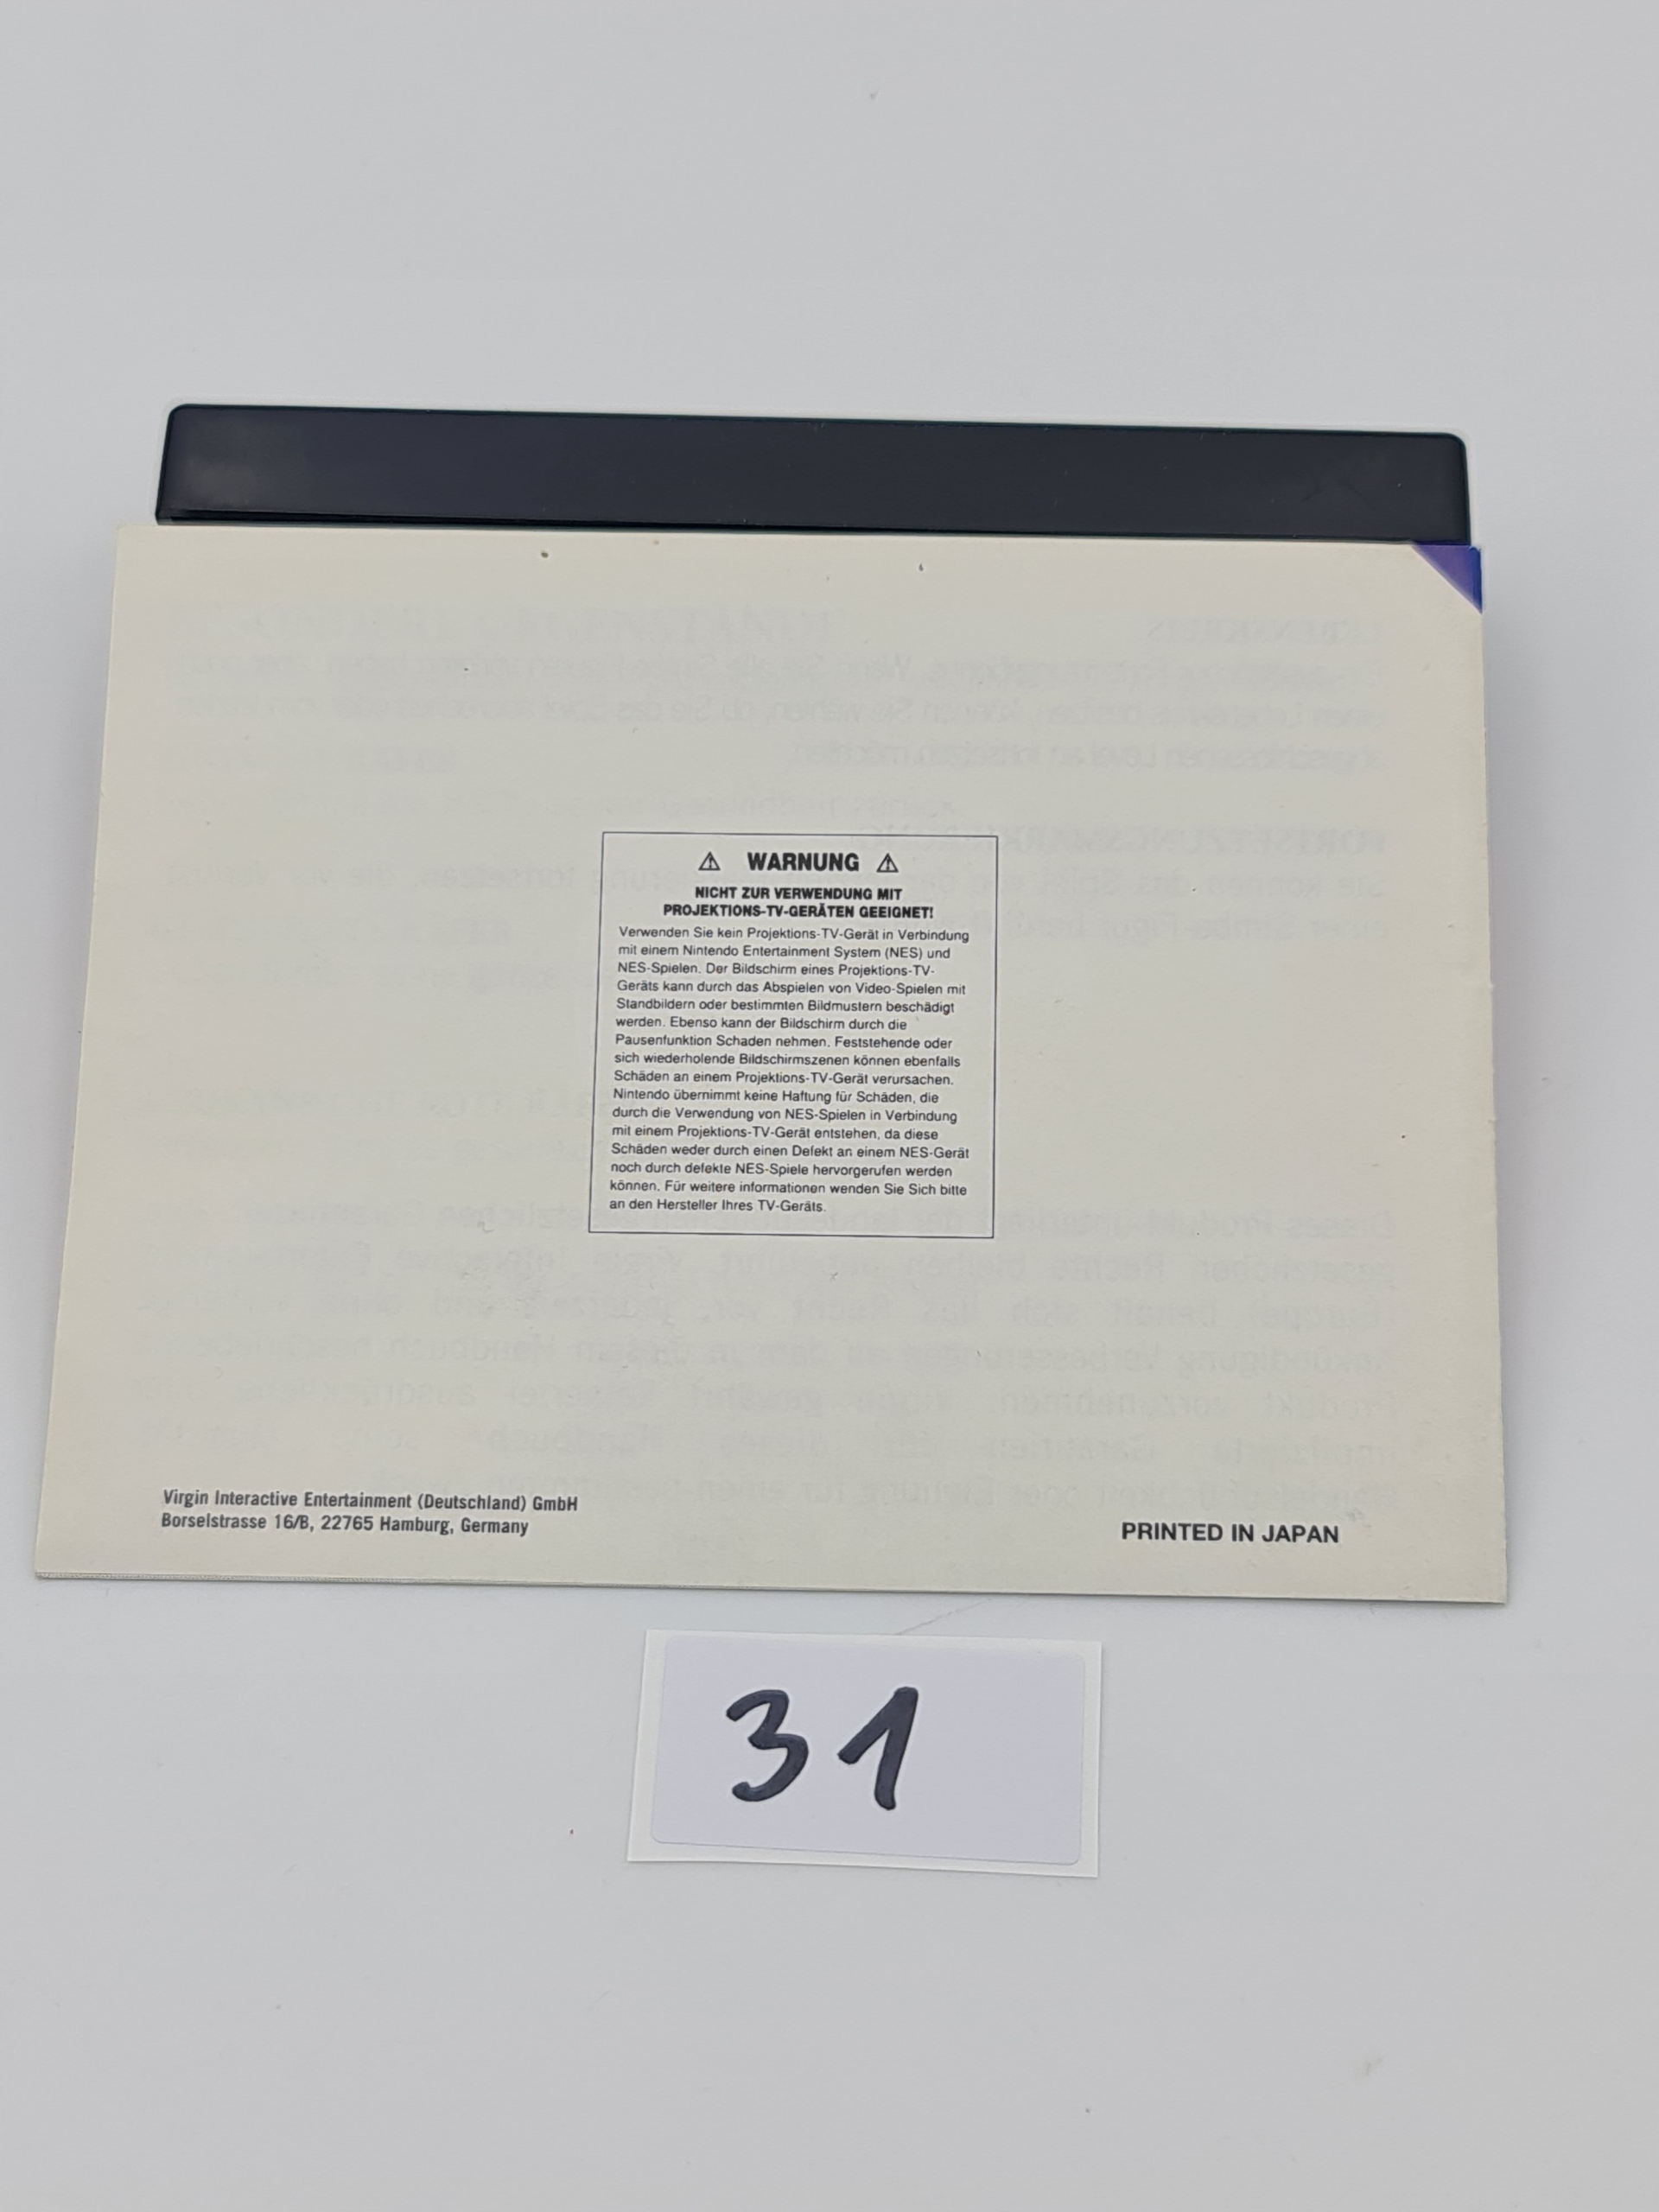 ⚠ WARNUNG ⚠
NICHT ZUR VERWENDUNG MIT
PROJEKTIONS-TV-GERÄTEN GEEIGNET!
Verwenden Sie kein Projektions-TV-Gerät in Verbindung
mit einem Nintendo Entertainment System (NES) und
NES-Spielen. Der Bildschirm eines Projektions-TV-
Geräts kann durch das Abspielen von Video-Spielen mit
Standbildern oder bestimmten Bildmustern beschädigt
werden. Ebenso kann der Bildschirm durch die
Pausenfunktion Schaden nehmen. Feststehende oder
sich wiederholende Bildschirmszenen können ebenfalls
Schäden an einem Projektions-TV-Gerät verursachen.
Nintendo übernimmt keine Haftung für Schäden, die
durch die Verwendung von NES-Spielen in Verbindung
mit einem Projektions-TV-Gerät entstehen, da diese
Schäden weder durch einen Defekt an einem NES-Gerät
noch durch defekte NES-Spiele hervorgerufen werden
können. Für weitere informationen wenden Sie Sich bitte
an den Hersteller Ihres TV-Geräts.
Virgin Interactive Entertainment (Deutschland) GmbH
Borselstrasse 16/B, 22765 Hamburg, Germany
PRINTED IN JAPAN
31